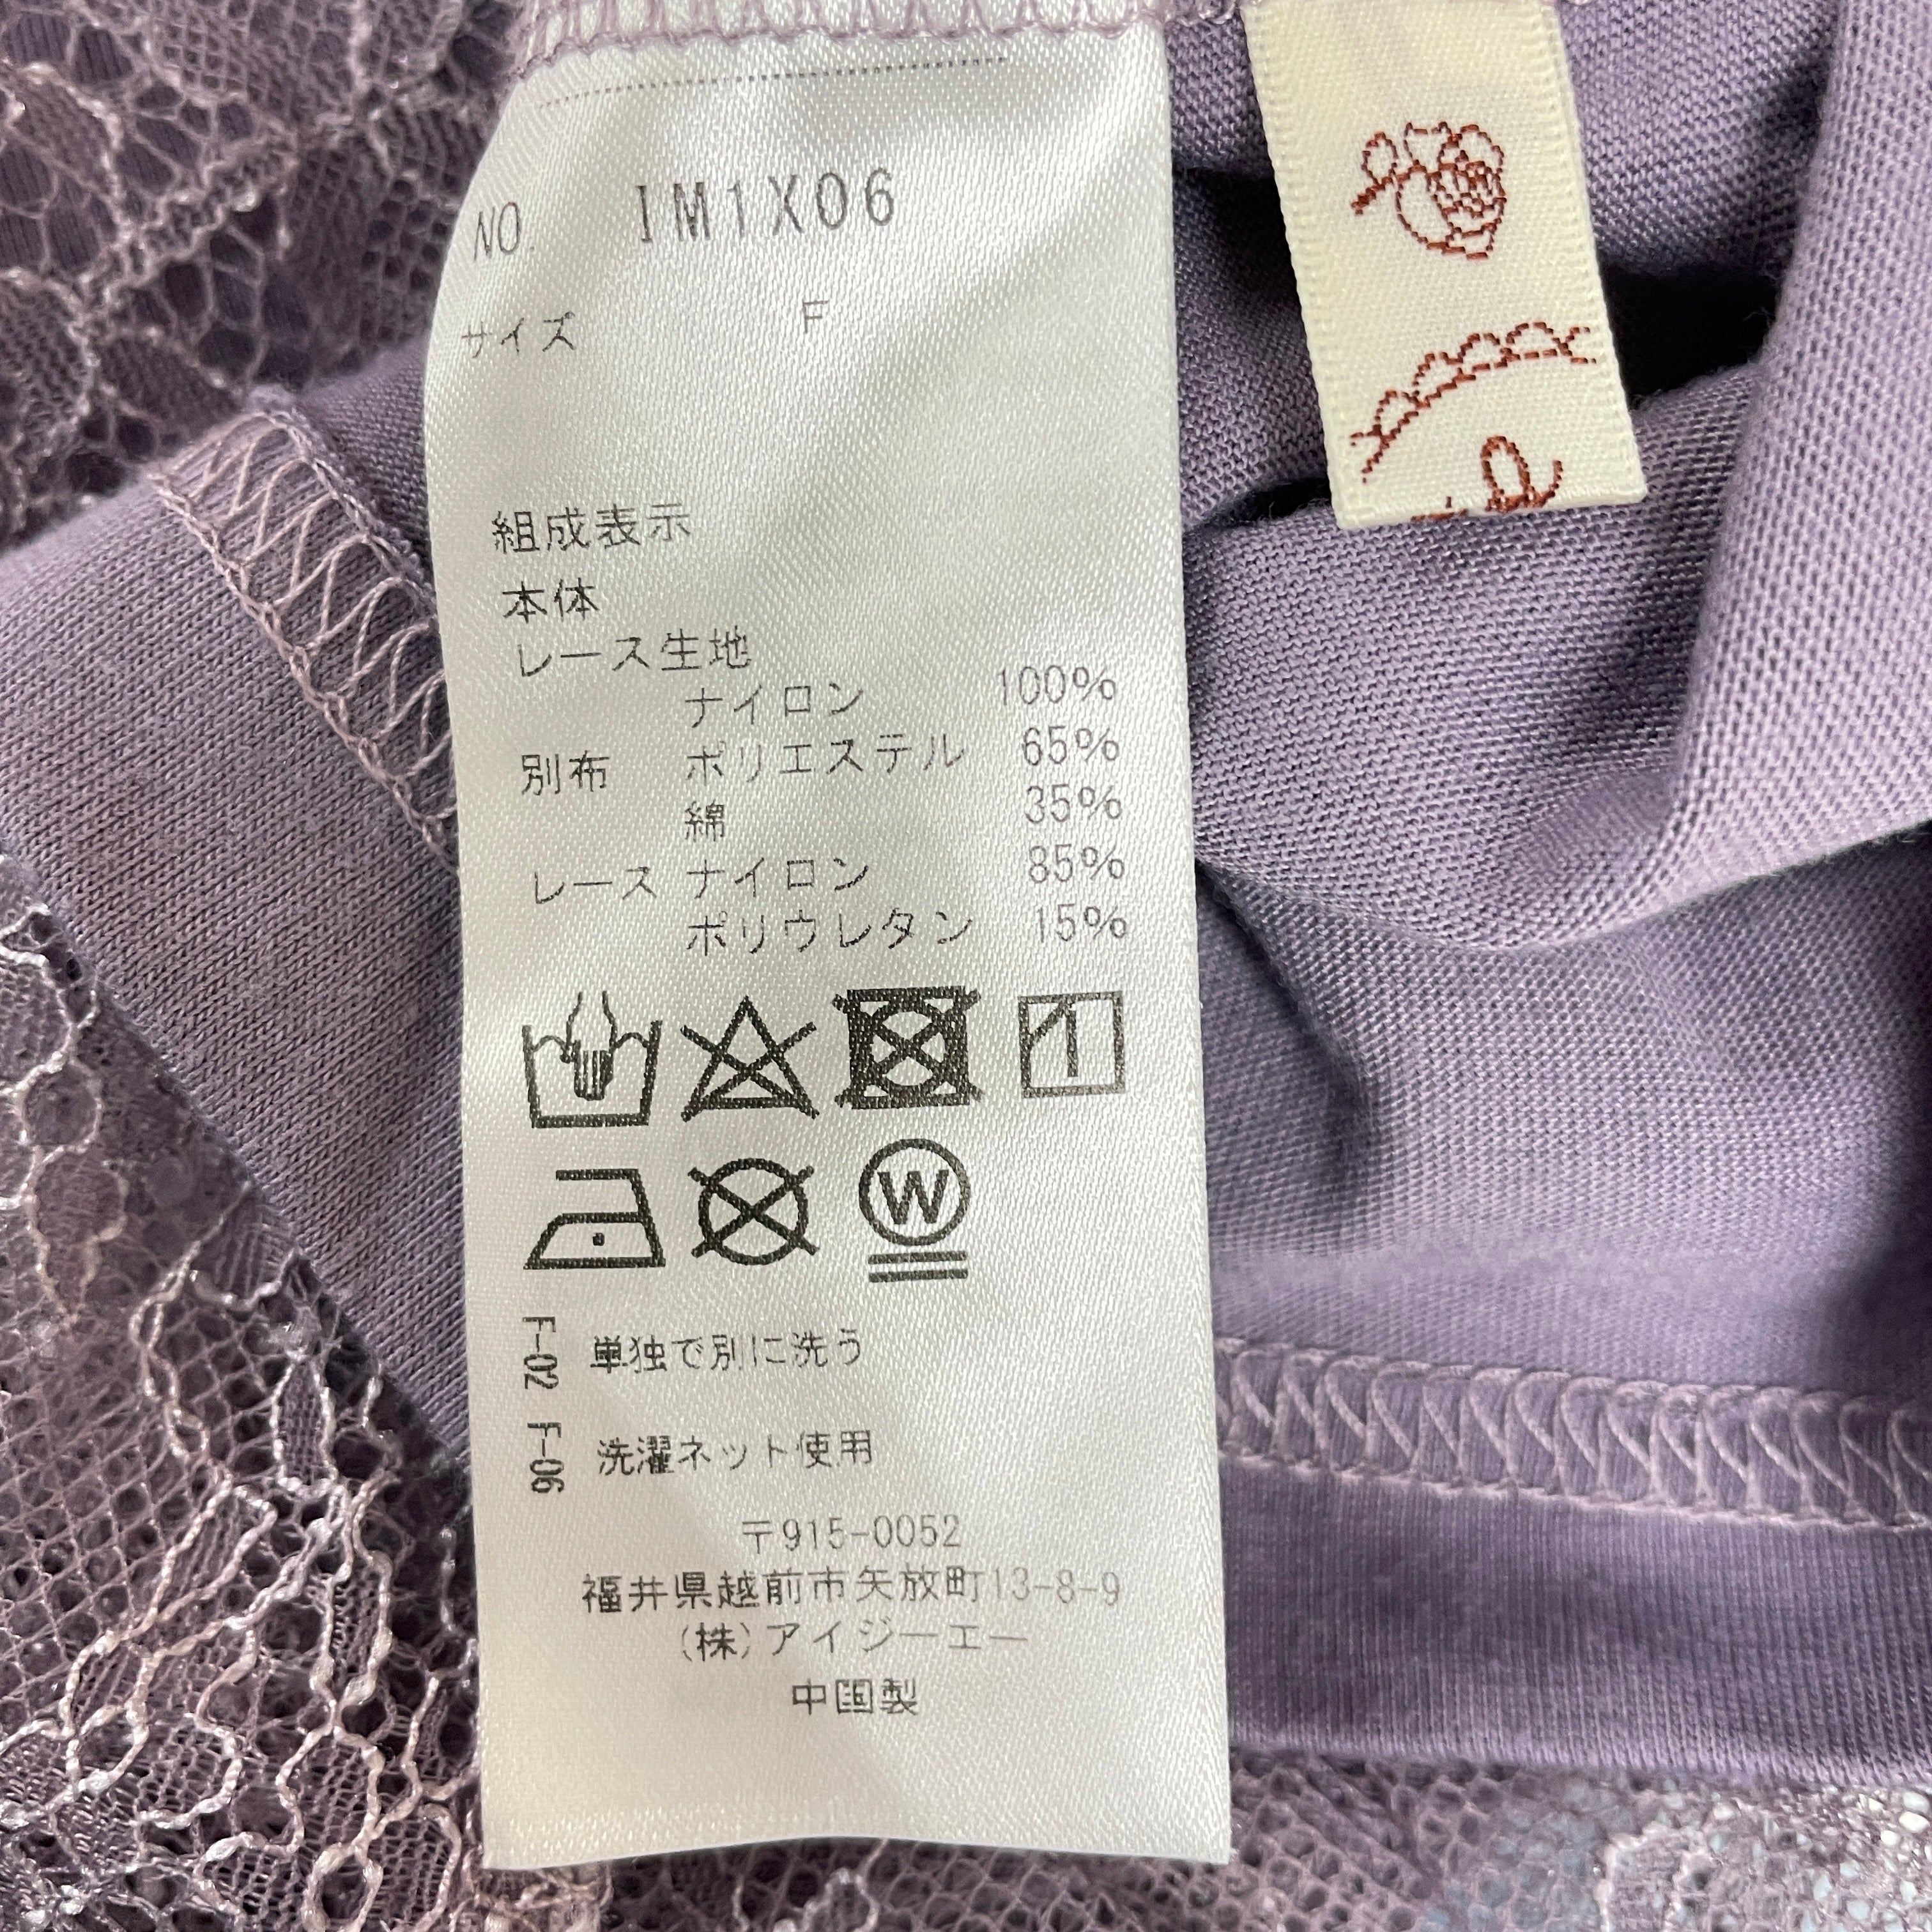 NO. IM1X06
サイズ F
組成表示
本体
レース生地
ナイロン 100%
別布 ポリエステル 65%
綿 35%
レース ナイロン 85%
ポリウレタン 15%
W
F-02 単独で別に洗う
F-06 洗濯ネット使用
〒915-0052
福井県越前市矢放町13-8-9
(株)アイジーエー
中国製